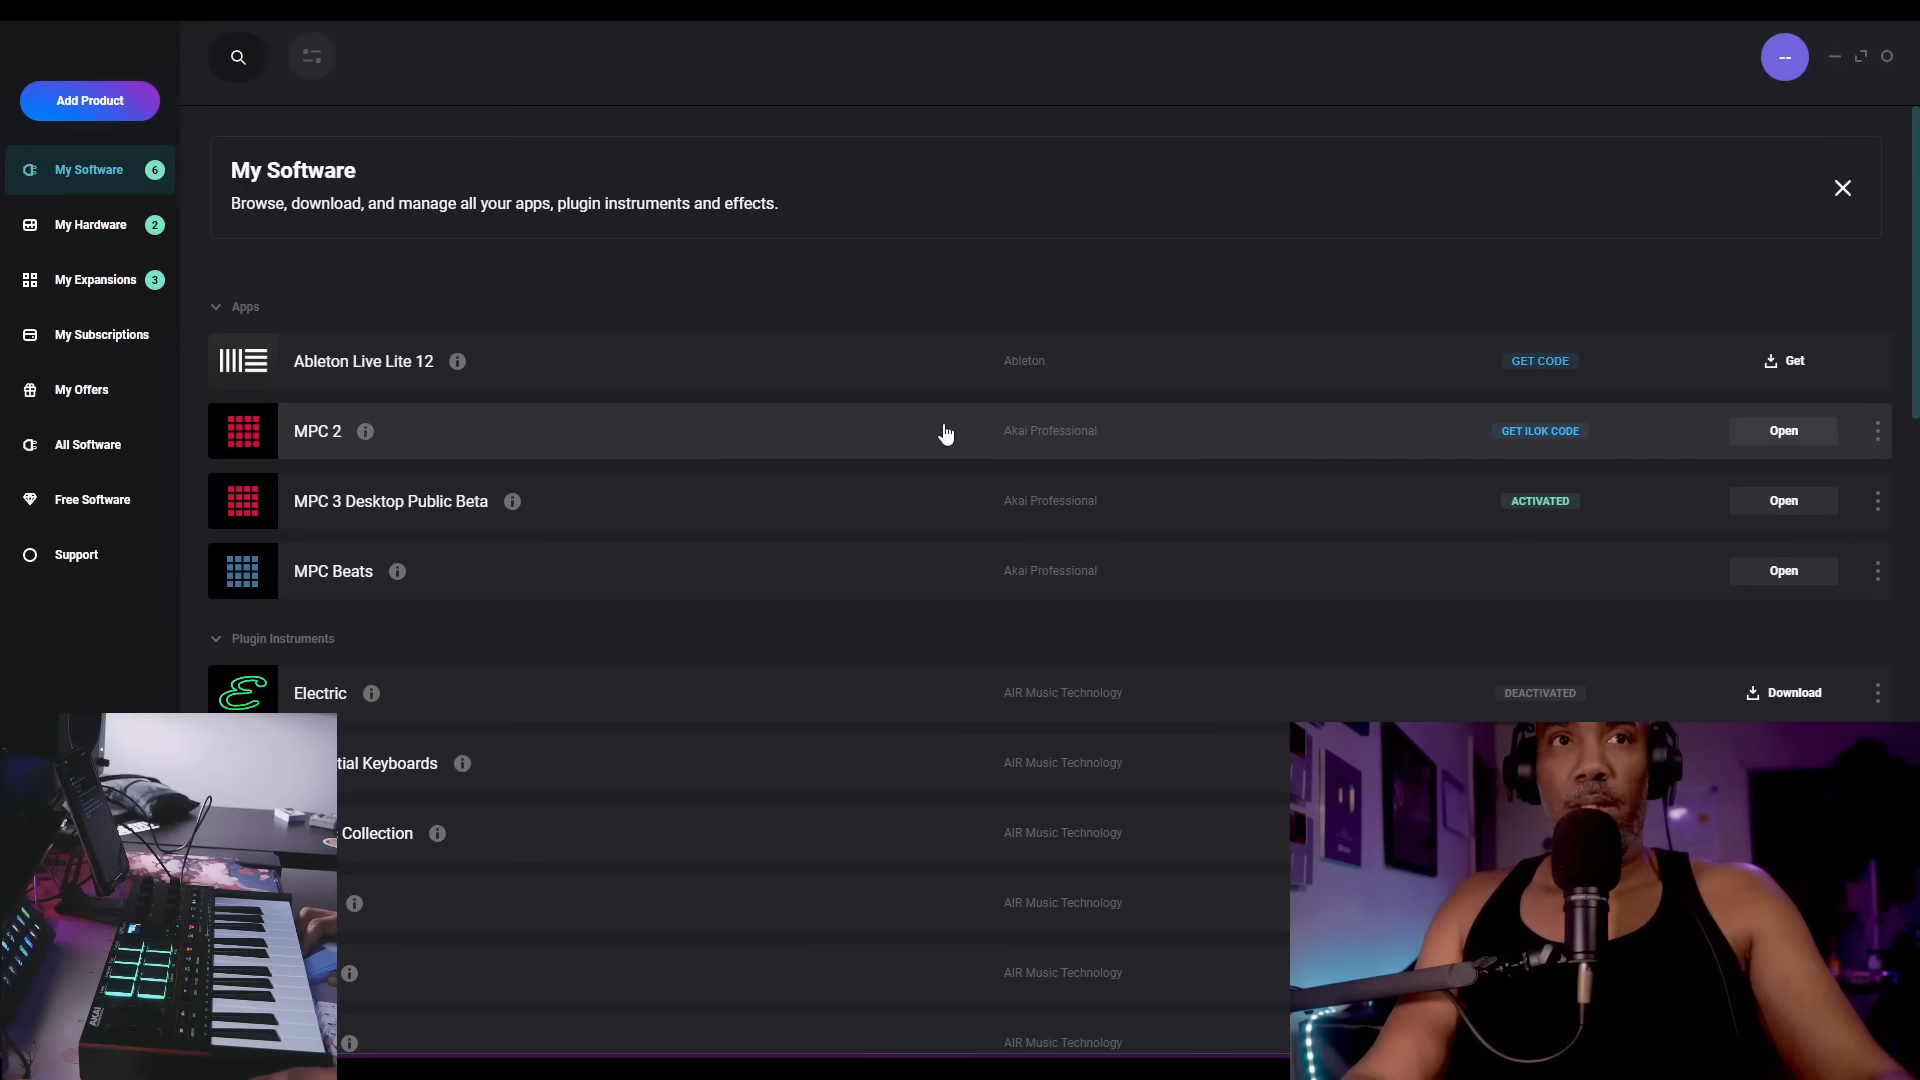 --
Add Product
My Software 6
My Hardware 2
My Expansions 3
My Subscriptions
My Offers
All Software
Free Software
Support
My Software
Browse, download, and manage all your apps, plugin instruments and effects.
Apps
Ableton Live Lite 12 Ableton GET CODE Get
MPC 2 Akai Professional GET ILOK CODE Open
MPC 3 Desktop Public Beta Akai Professional ACTIVATED Open
MPC Beats Akai Professional Open
Plugin Instruments
Electric AIR Music Technology DEACTIVATED Download
tial Keyboards AIR Music Technology
Collection AIR Music Technology
AIR Music Technology
AIR Music Technology
AIR Music Technology
AKAI